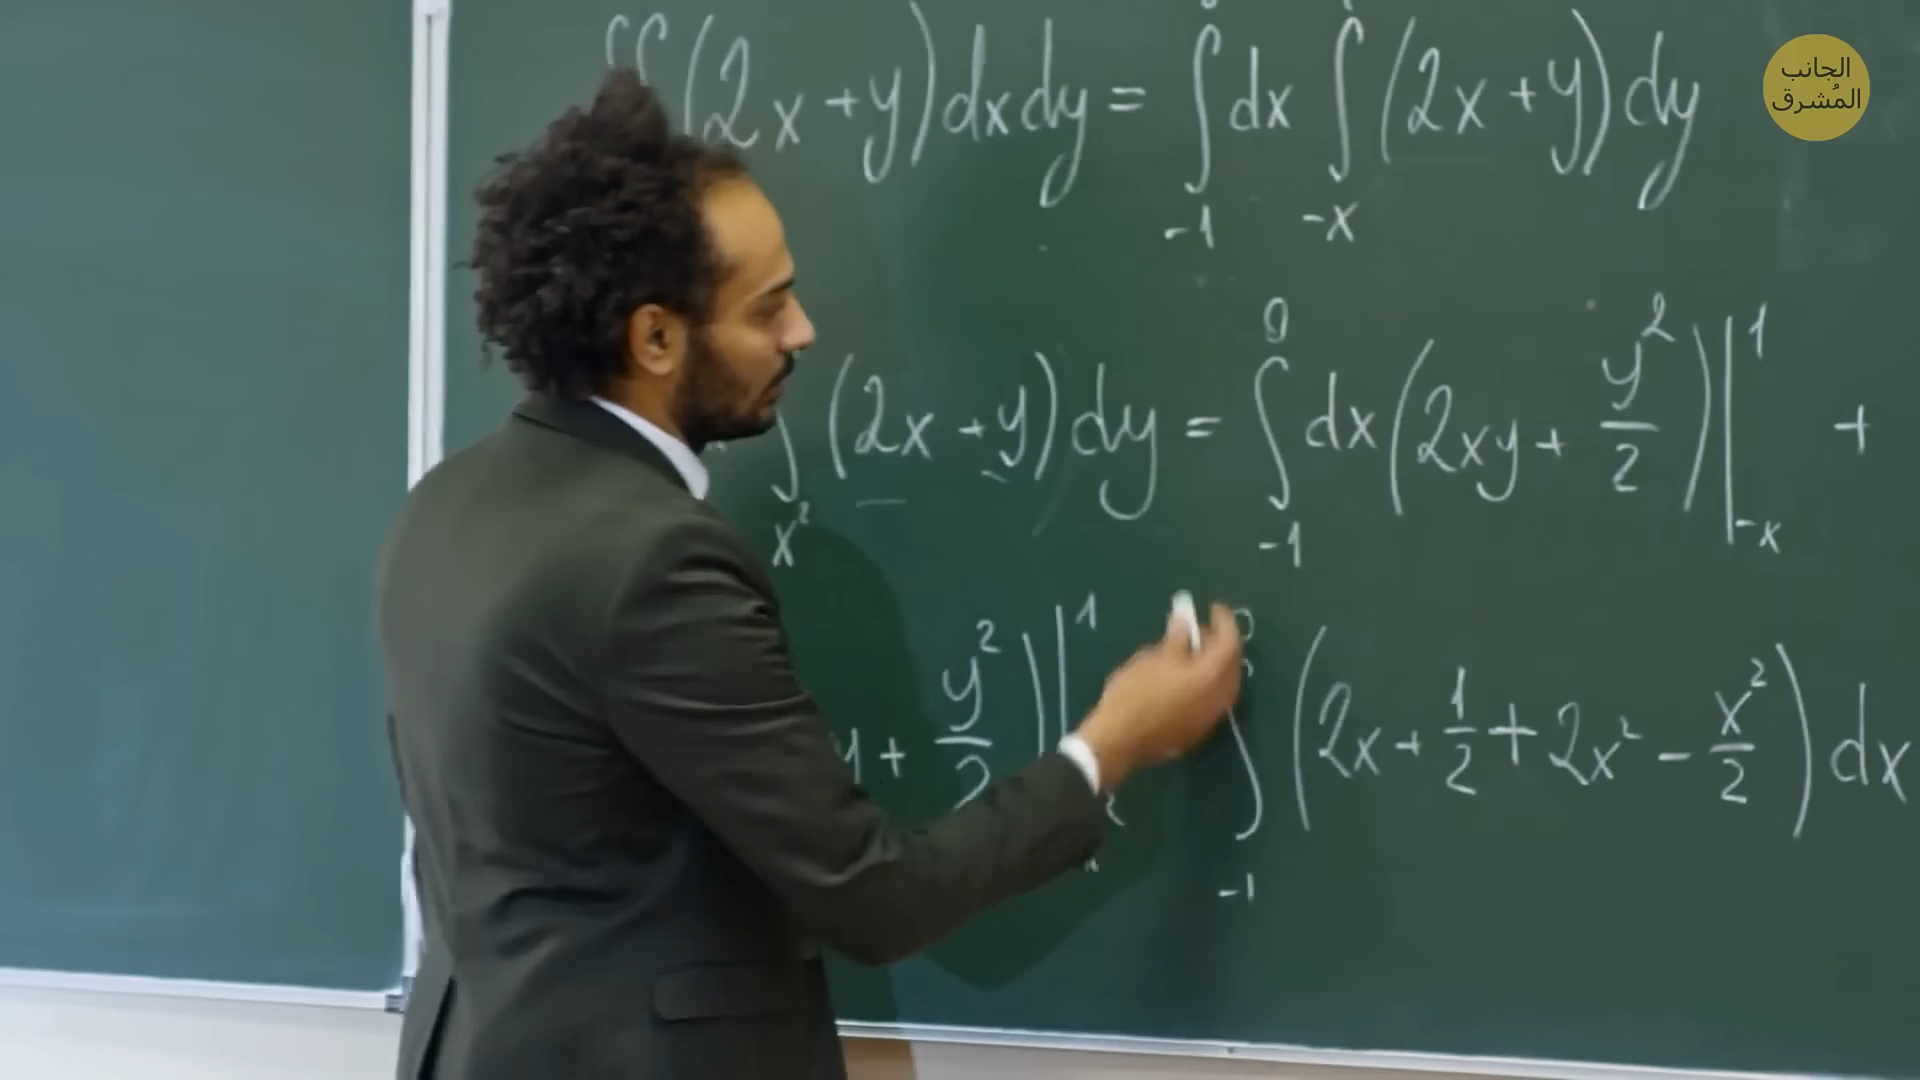 ∬(2x+y)dxdy = ∫dx ∫(2x+y)dy
-1 -x
(2x+y)dy = ∫dx(2xy+y²/2)|¹ +
0
x² -1 -x
y²/2)|¹ ∫(2x+1/2+2x²-x²/2)dx
-1
الجانب
المُشرق